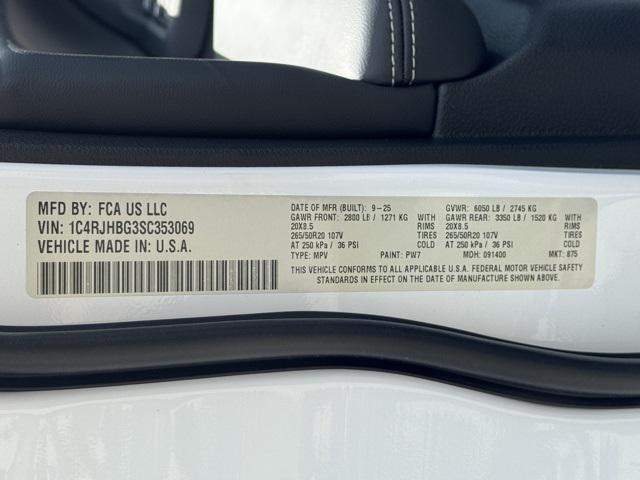 MFD BY: FCA US LLC
VIN: 1C4RJHBG3SC353069
VEHICLE MADE IN: U.S.A.
DATE OF MFR (BUILT): 9-25 GVWR: 6050 LB / 2745 KG
GAWR FRONT: 2800 LB / 1271 KG WITH GAWR REAR: 3350 LB / 1520 KG WITH
20X8.5 RIMS 20X8.5 RIMS
265/50R20 107V TIRES 265/50R20 107V TIRES
AT 250 kPa / 36 PSI AT 250 kPa / 36 PSI
TYPE: MPV PAINT: PW7 MDH: 091400 MKT: 875
THIS VEHICLE CONFORMS TO ALL APPLICABLE U.S.A. FEDERAL MOTOR VEHICLE SAFETY
STANDARDS IN EFFECT ON THE DATE OF MANUFACTURE SHOWN ABOVE.